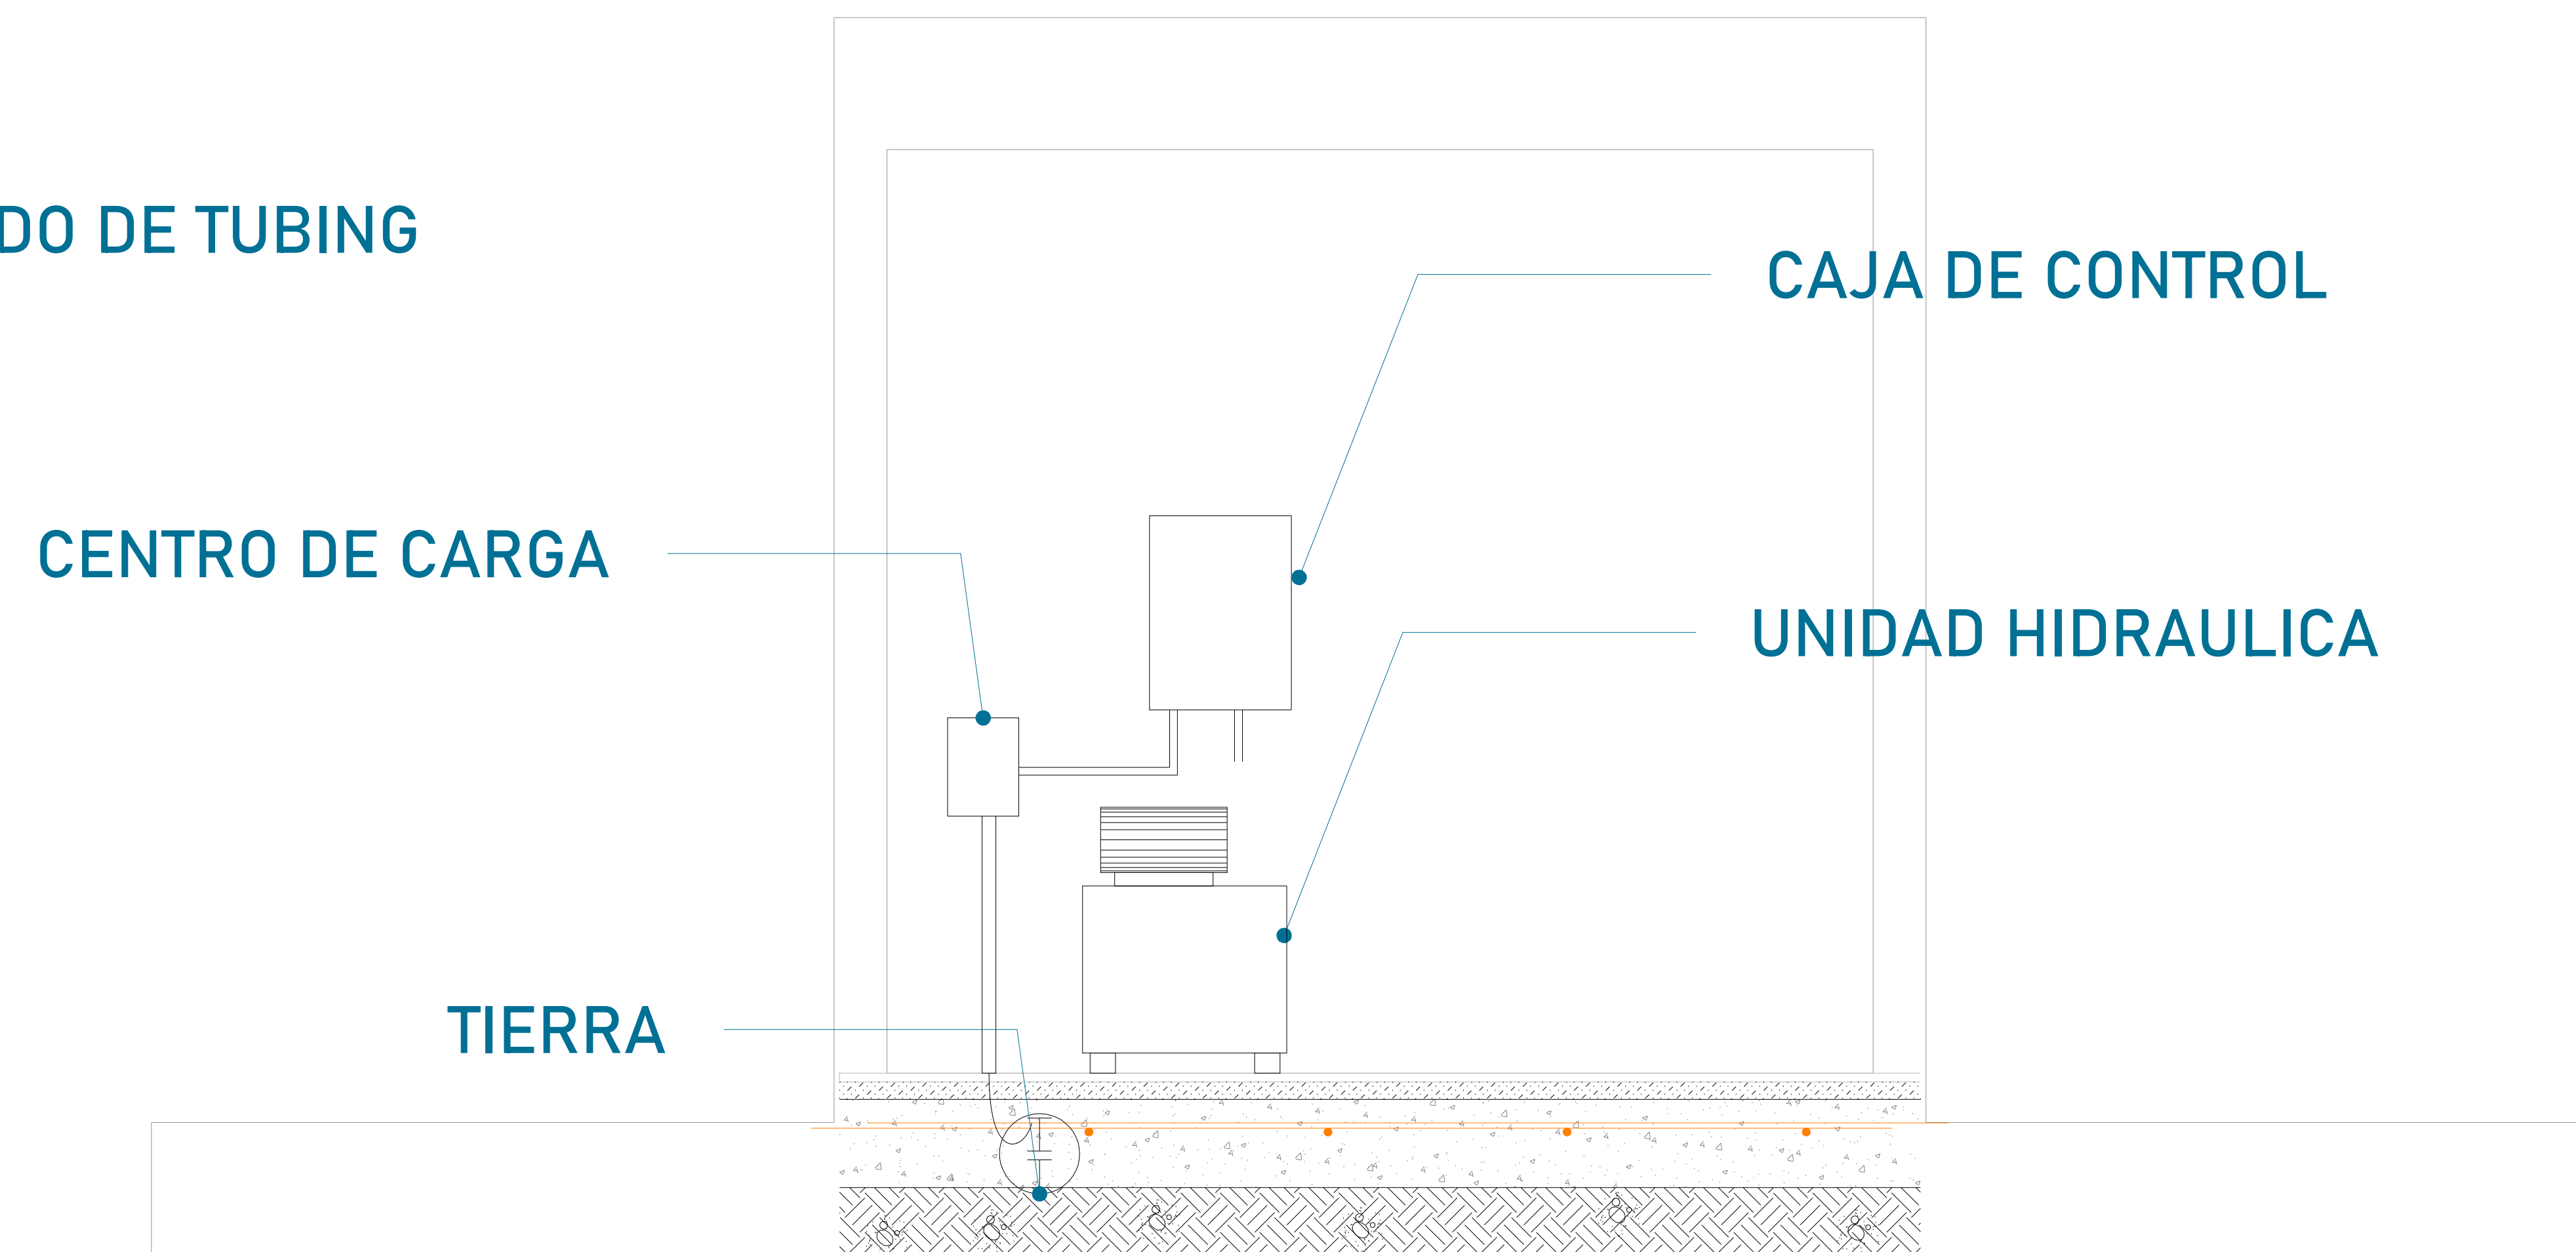 DO DE TUBING
CAJA DE CONTROL
CENTRO DE CARGA
UNIDAD HIDRAULICA
TIERRA